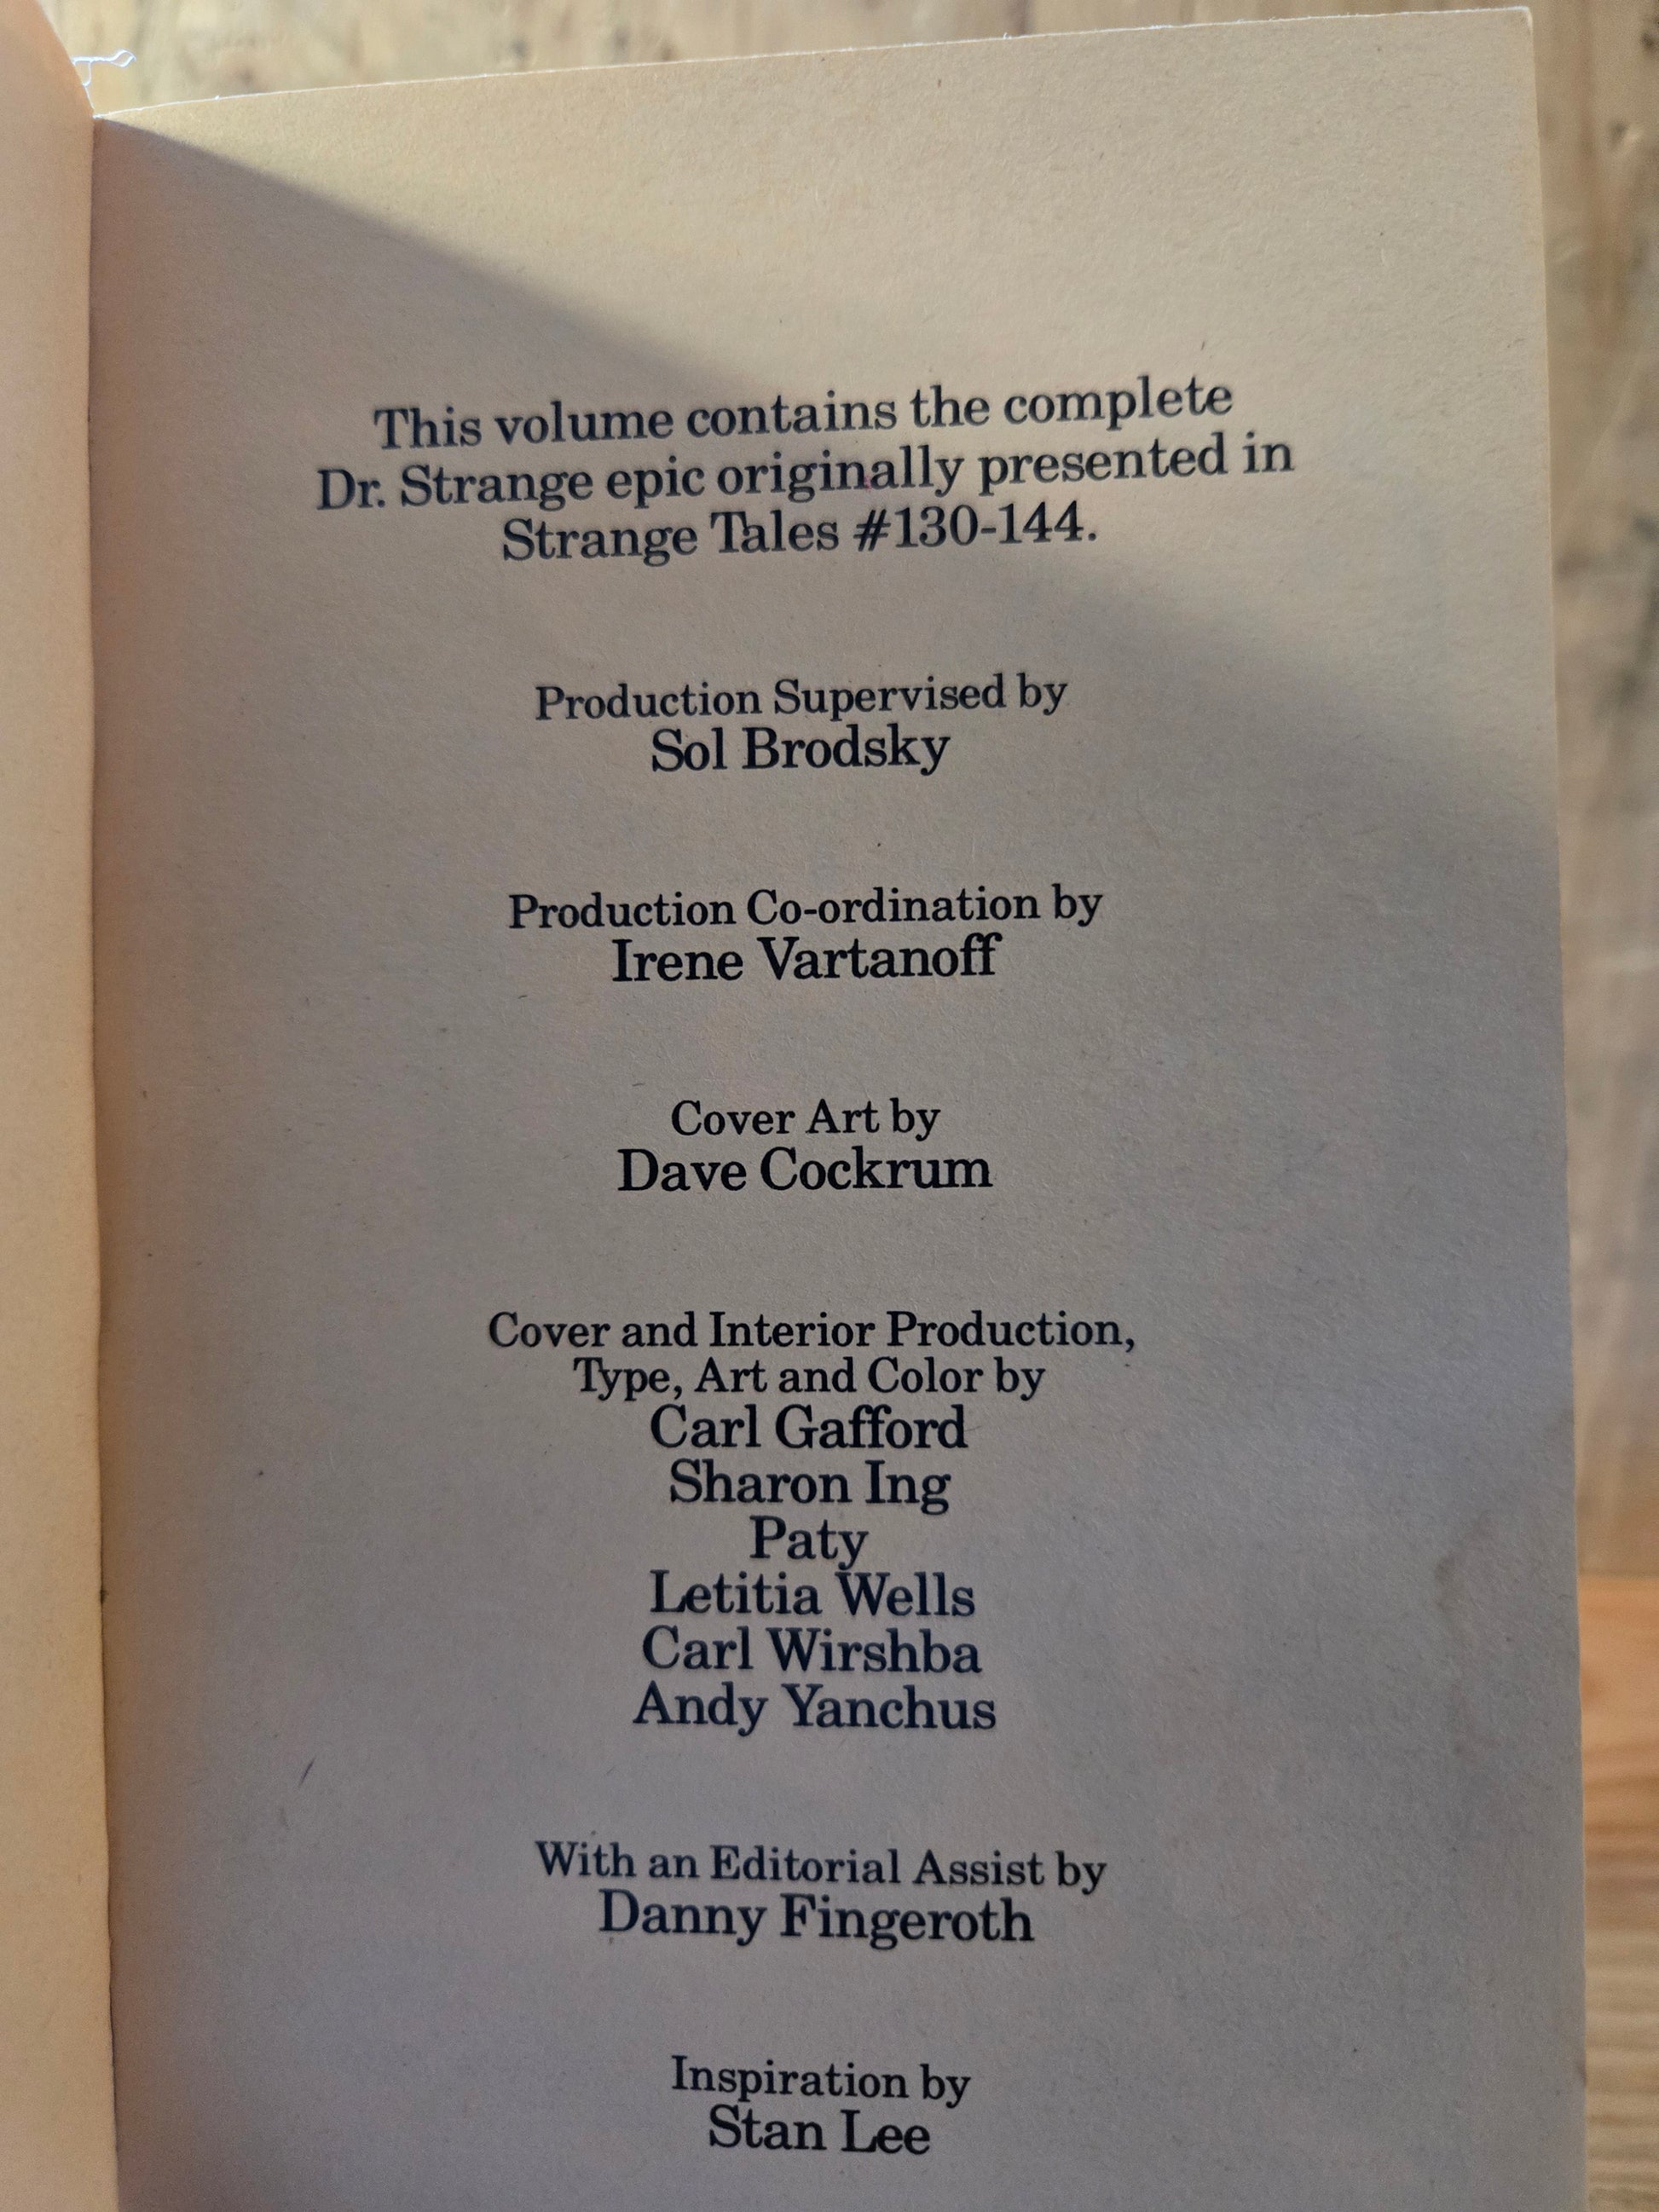 This volume contains the complete
Dr. Strange epic originally presented in
Strange Tales #130-144.
Production Supervised by
Sol Brodsky
Production Co-ordination by
Irene Vartanoff
Cover Art by
Dave Cockrum
Cover and Interior Production,
Type, Art and Color by
Carl Gafford
Sharon Ing
Paty
Letitia Wells
Carl Wirshba
Andy Yanchus
With an Editorial Assist by
Danny Fingeroth
Inspiration by
Stan Lee